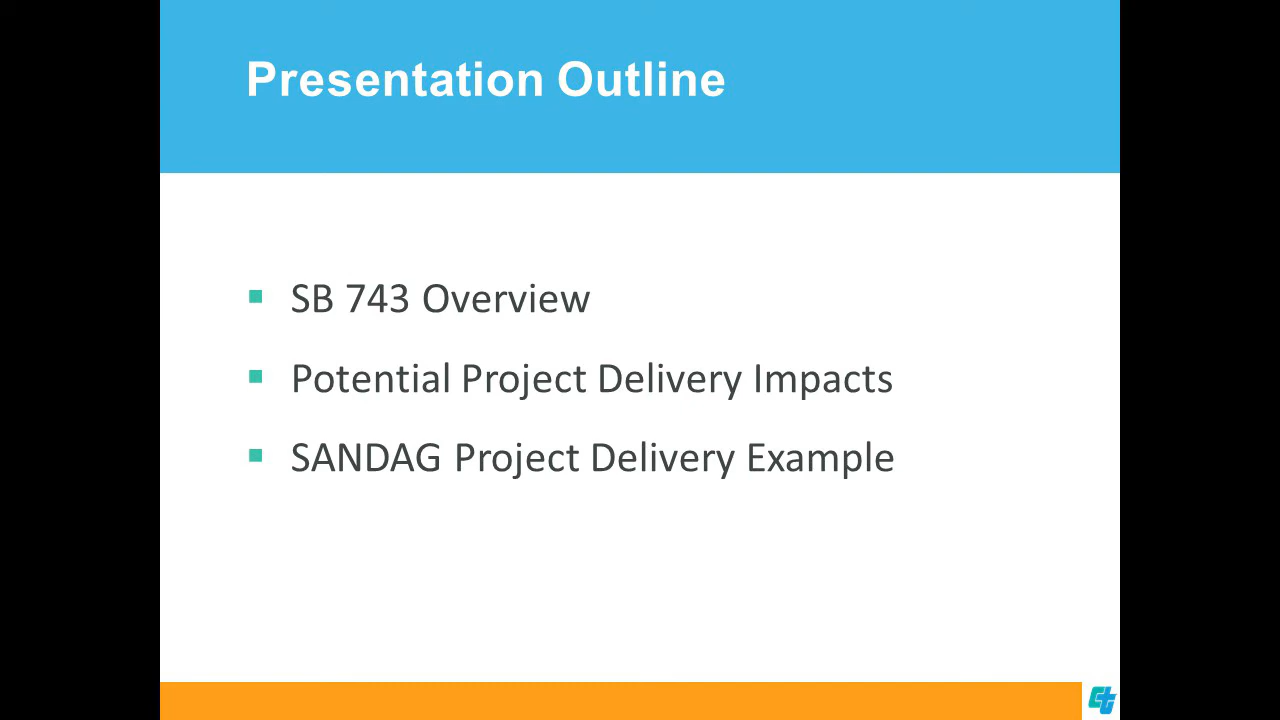 Presentation Outline
SB 743 Overview
Potential Project Delivery Impacts
SANDAG Project Delivery Example